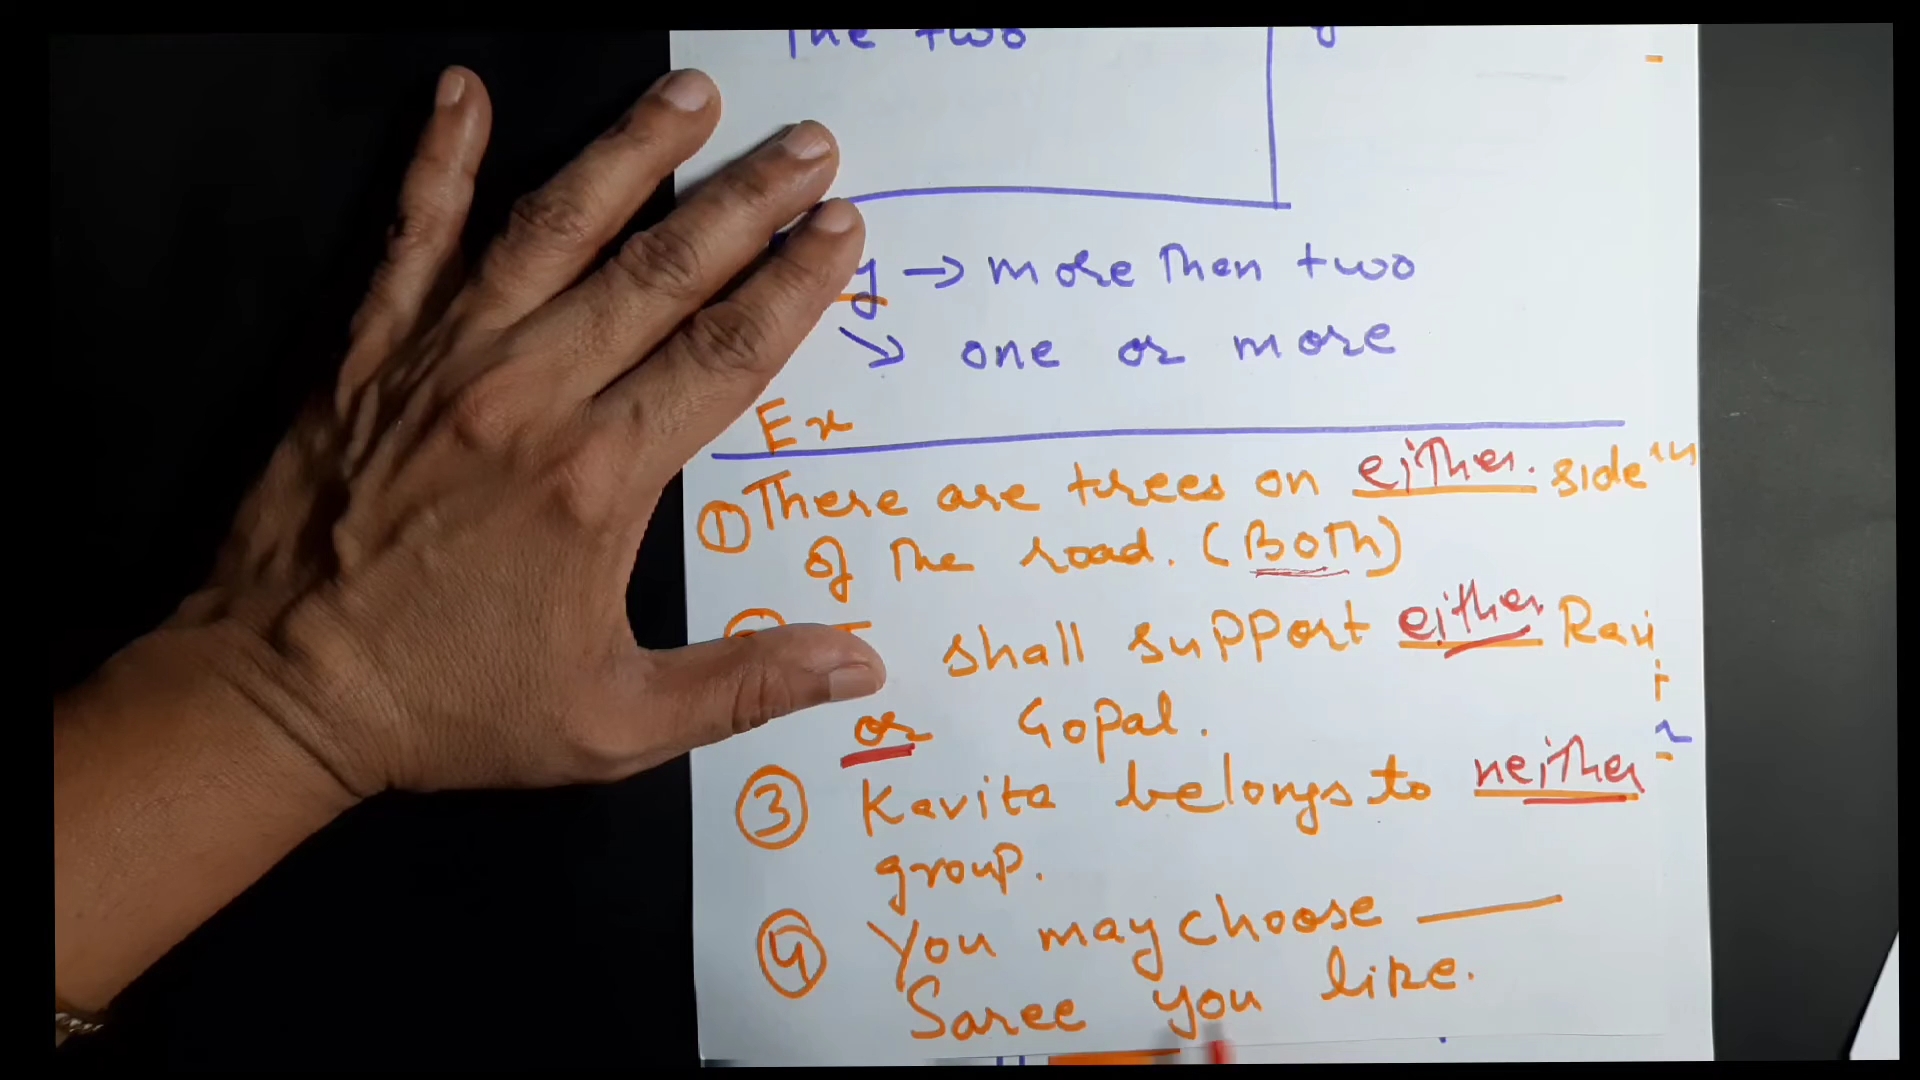 The two
y → more then two
↘ one or more
Ex
① There are trees on either. side
of the road. (Both)
shall support either Ravi
or Gopal.
③ Kavita belongs to neither
group.
④ You may choose ——
Saree you like.